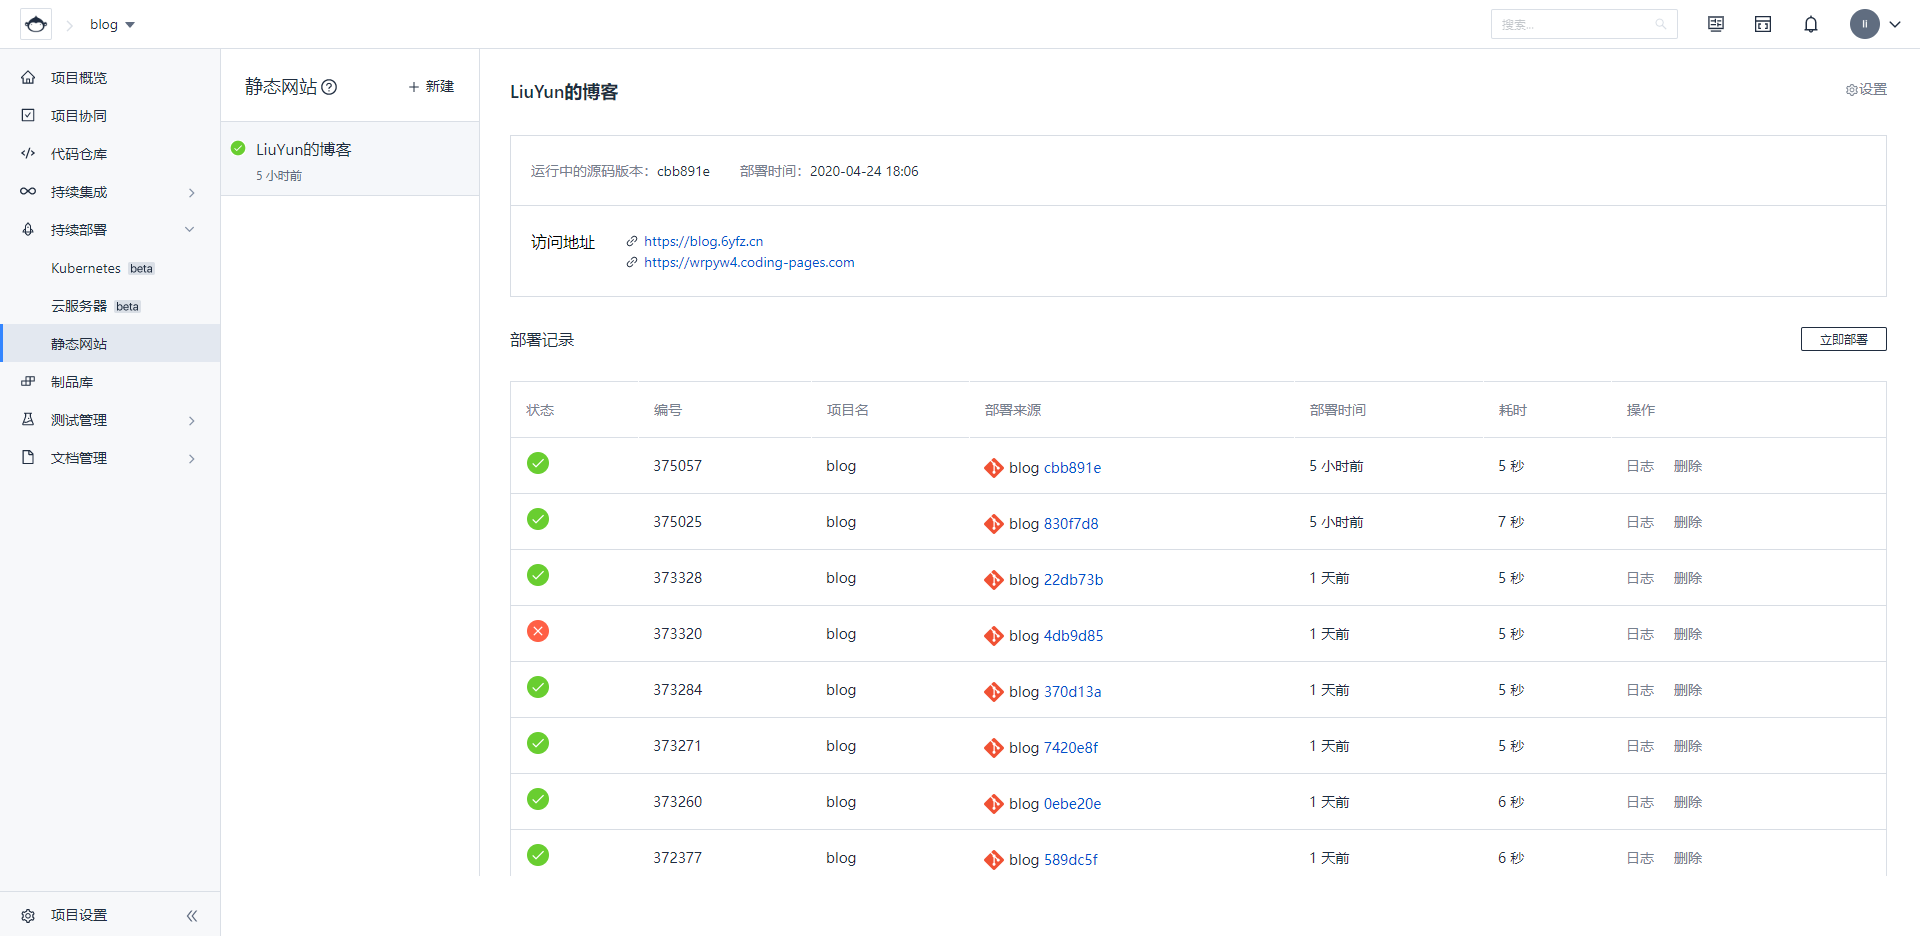 blog
搜索...
II
项目概览
项目协同
代码仓库
持续集成
持续部署
Kubernetes beta
云服务器 beta
静态网站
制品库
测试管理
文档管理
项目设置
静态网站
新建
LiuYun的博客
5 小时前
LiuYun的博客
设置
运行中的源码版本： cbb891e 部署时间： 2020-04-24 18:06
访问地址
https://blog.6yfz.cn
https://wrpyw4.coding-pages.com
部署记录
立即部署
状态 编号 项目名 部署来源 部署时间 耗时 操作
375057 blog blog cbb891e 5 小时前 5 秒 日志 删除
375025 blog blog 830f7d8 5 小时前 7 秒 日志 删除
373328 blog blog 22db73b 1 天前 5 秒 日志 删除
373320 blog blog 4db9d85 1 天前 5 秒 日志 删除
373284 blog blog 370d13a 1 天前 5 秒 日志 删除
373271 blog blog 7420e8f 1 天前 5 秒 日志 删除
373260 blog blog 0ebe20e 1 天前 6 秒 日志 删除
372377 blog blog 589dc5f 1 天前 6 秒 日志 删除